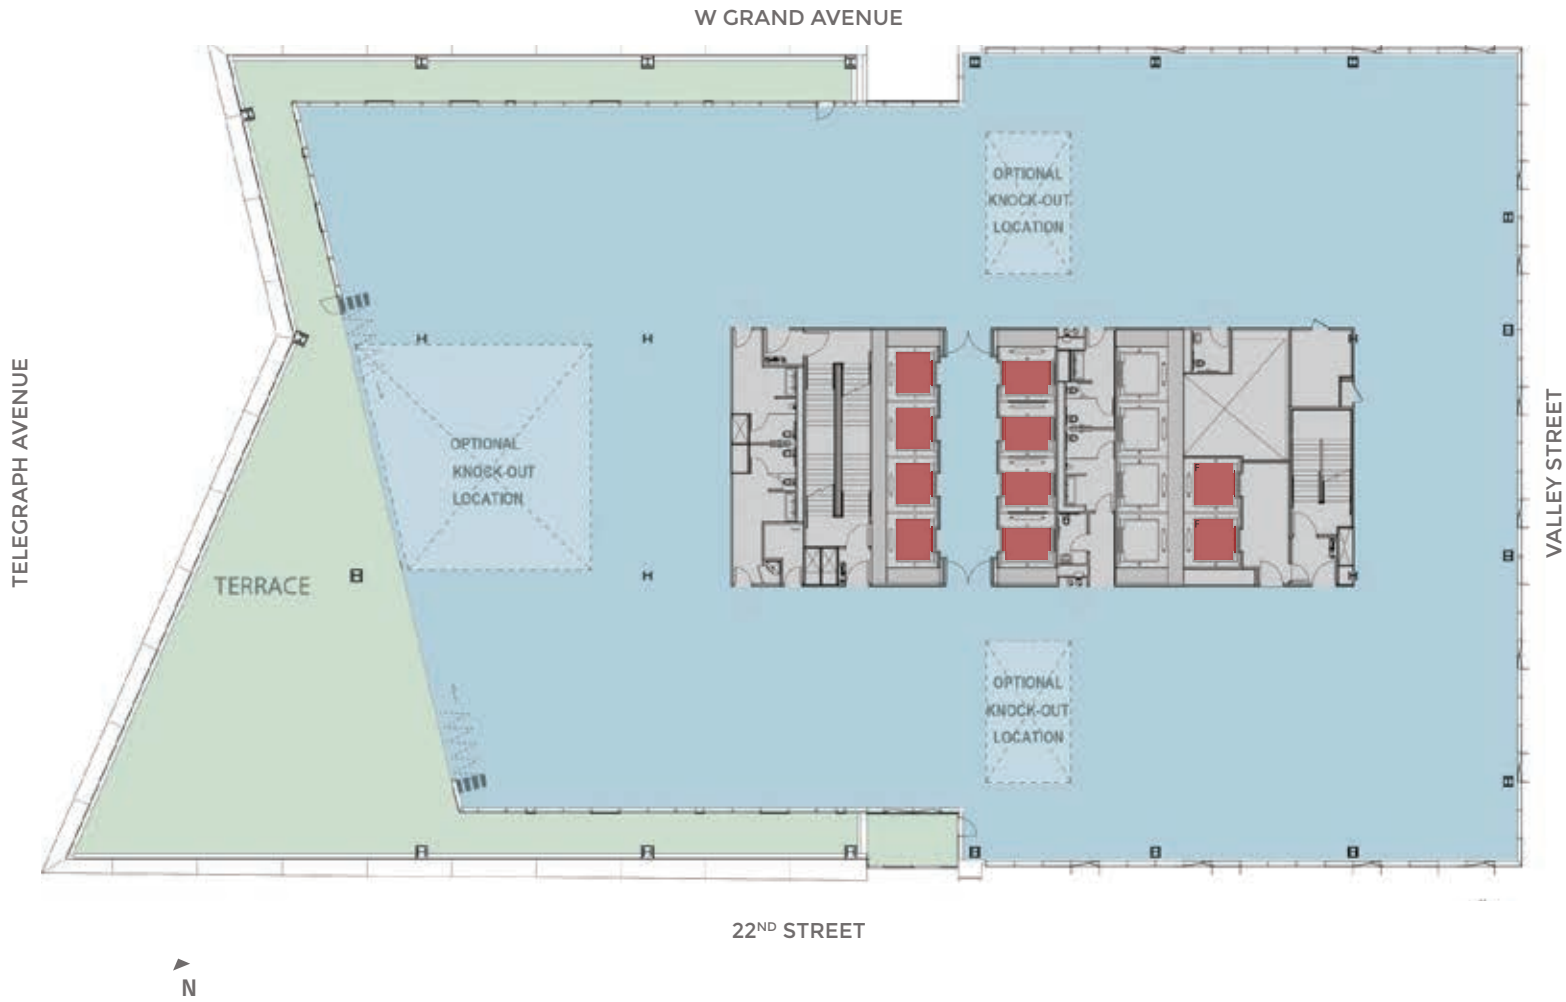 W GRAND AVENUE
OPTIONAL
KNOCK-OUT
LOCATION
TELEGRAPH AVENUE
OPTIONAL
KNOCK-OUT
LOCATION
VALLEY STREET
TERRACE
OPTIONAL
KNOCK-OUT
LOCATION
22ND STREET
N